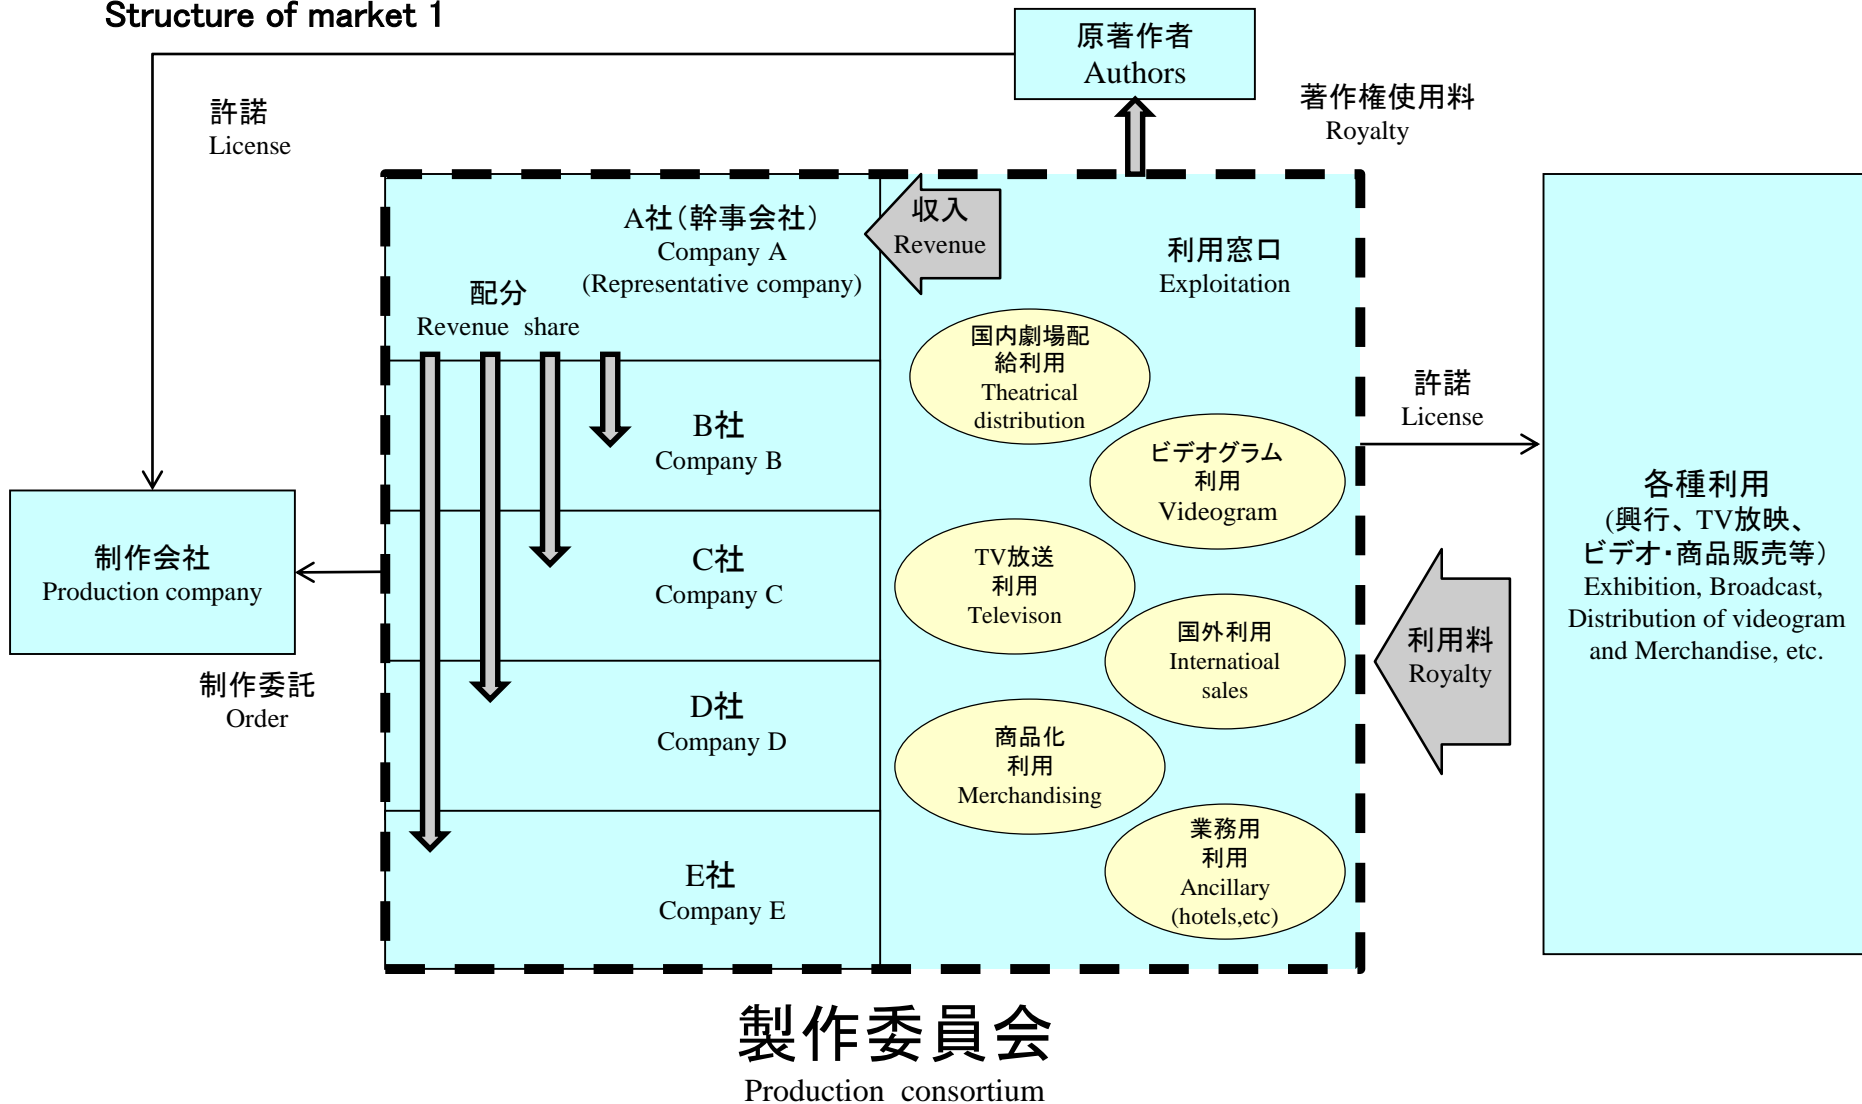 Structure of market 1
原著作者
Authors
許諾
License
著作権使用料
Royalty
A社（幹事会社）
Company A
(Representative company)
収入
Revenue
利用窓口
Exploitation
配分
Revenue share
国内劇場配
給利用
Theatrical
distribution
許諾
License
B社
Company B
ビデオグラム
利用
Videogram
各種利用
(興行、TV放映、
ビデオ・商品販売等）
Exhibition, Broadcast,
Distribution of videogram
and Merchandise, etc.
制作会社
Production company
C社
Company C
TV放送
利用
Televison
国外利用
Internatioal
sales
利用料
Royalty
制作委託
Order
D社
Company D
商品化
利用
Merchandising
業務用
利用
Ancillary
(hotels,etc)
E社
Company E
製作委員会
Production consortium